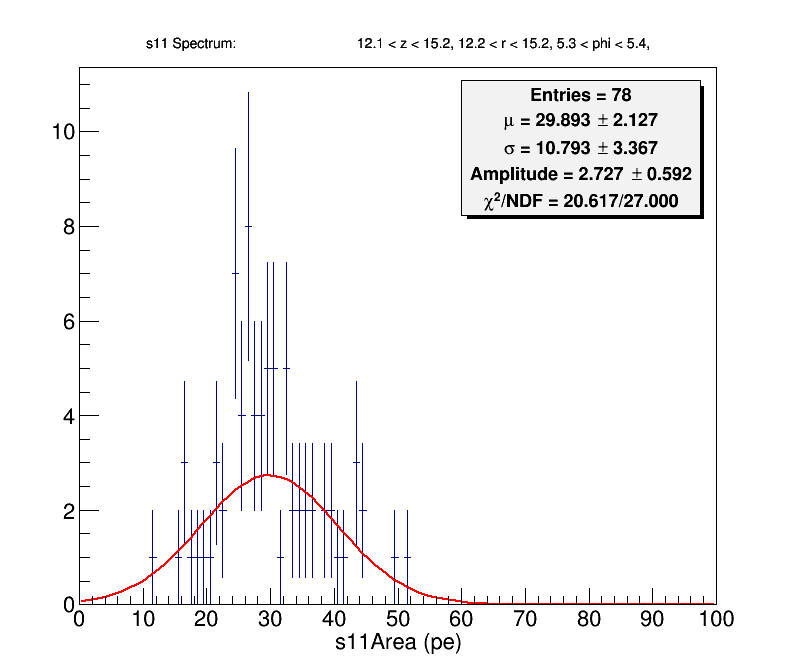 s11 Spectrum: 12.1 < z < 15.2, 12.2 < r < 15.2, 5.3 < phi < 5.4,
Entries = 78
μ = 29.893 ± 2.127
σ = 10.793 ± 3.367
Amplitude = 2.727 ± 0.592
χ²/NDF = 20.617/27.000
10
8
6
4
2
0
0 10 20 30 40 50 60 70 80 90 100
s11Area (pe)